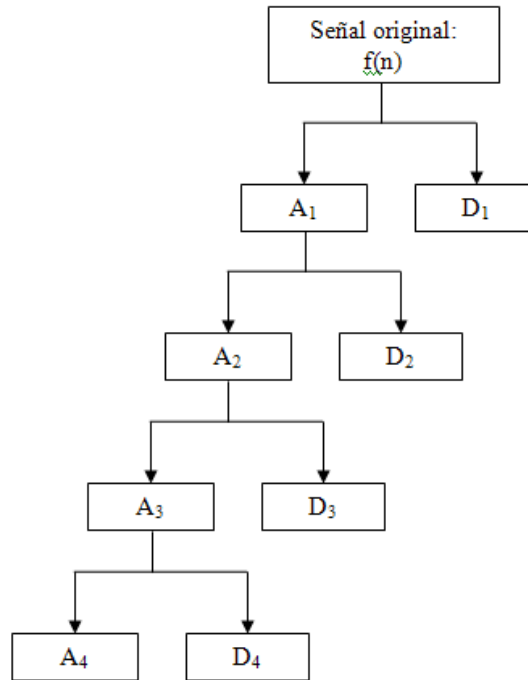 Señal original:
f(n)
A₁
D₁
A₂
D₂
A₃
D₃
A₄
D₄